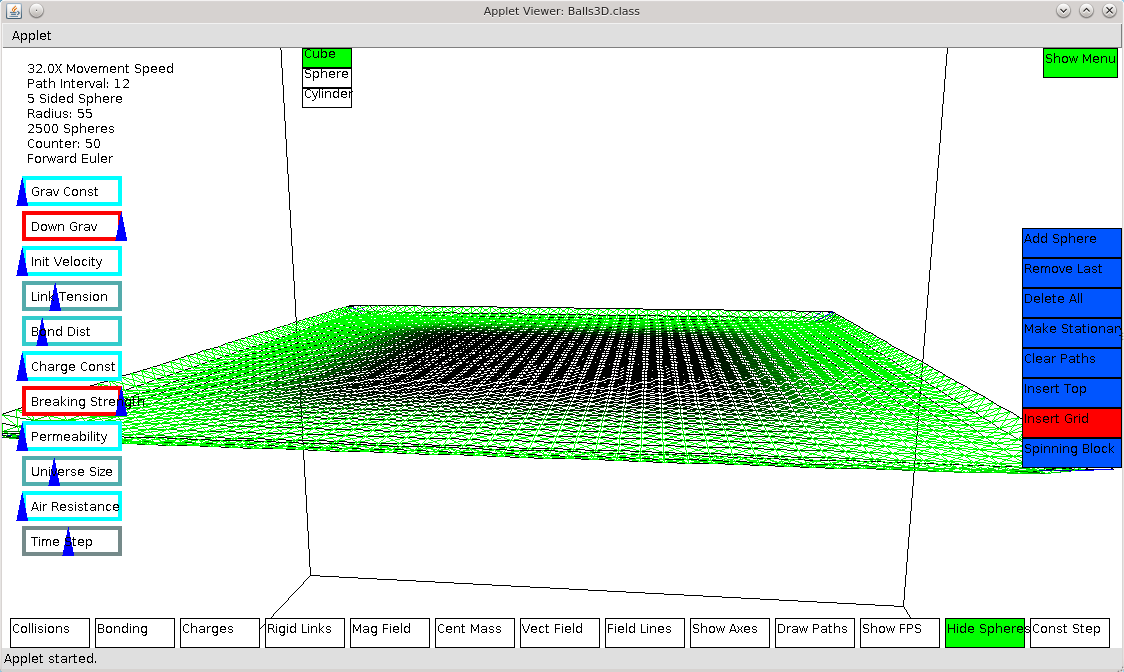 Applet Viewer: Balls3D.class
Applet
32.0X Movement Speed
Path Interval: 12
5 Sided Sphere
Radius: 55
2500 Spheres
Counter: 50
Forward Euler
Cube
Sphere
Cylinder
Show Menu
Grav Const
Down Grav
Init Velocity
Link Tension
Bond Dist
Charge Const
Breaking Strength
Permeability
Universe Size
Air Resistance
Time Step
Add Sphere
Remove Last
Delete All
Make Stationary
Clear Paths
Insert Top
Insert Grid
Spinning Block
Collisions Bonding Charges Rigid Links Mag Field Cent Mass Vect Field Field Lines Show Axes Draw Paths Show FPS Hide Spheres Const Step
Applet started.